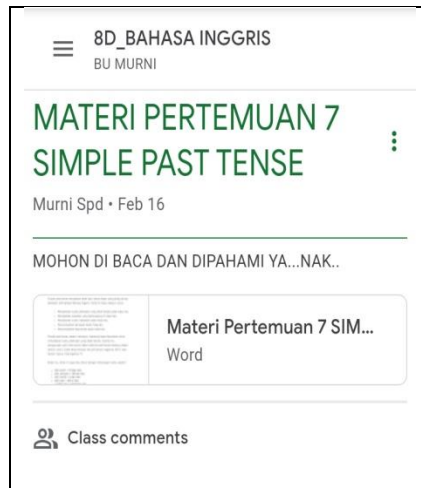 8D_BAHASA INGGRIS
BU MURNI
MATERI PERTEMUAN 7
SIMPLE PAST TENSE
Murni Spd • Feb 16
MOHON DI BACA DAN DIPAHAMI YA...NAK..
Materi Pertemuan 7 SIM...
Word
Class comments